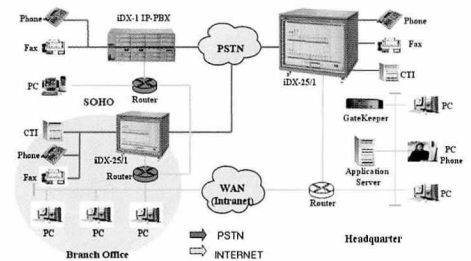 Phone
iDX-1 IP-PBX
Fax
PSTN
Phone
Fax
iDX-25/1
CTI
PC
SOHO
Router
GateKeeper
PC
CTI
Phone
iDX-25/1
Fax
Router
Application
Server
PC
Phone
WAN
(Intranet)
Router
PC
PC
PC
PC
PSTN
INTERNET
Branch Office
Headquarter